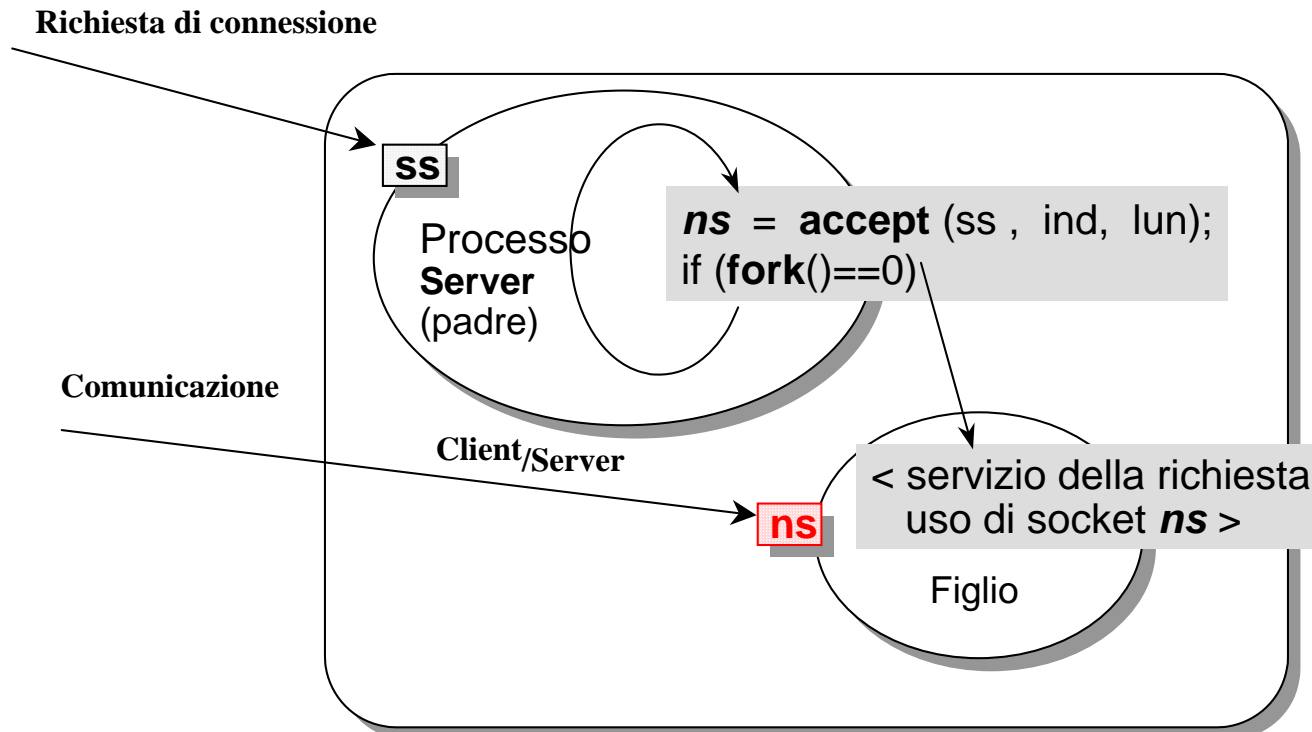 Richiesta di connessione
ss
Processo
Server
(padre)
ns = accept (ss , ind, lun);
if (fork()==0)
Comunicazione
Client/Server
ns
< servizio della richiesta
uso di socket ns >
Figlio